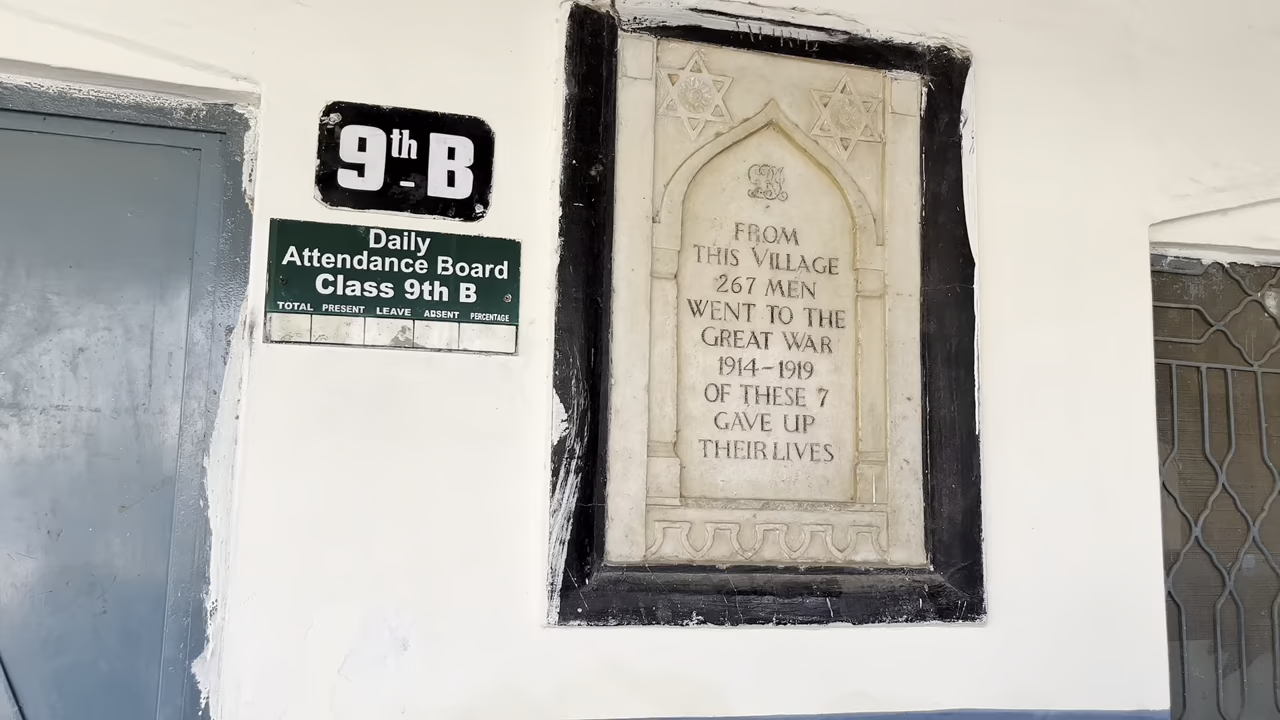 9th - B
Daily
Attendance Board
Class 9th B
TOTAL PRESENT LEAVE ABSENT PERCENTAGE
FROM
THIS VILLAGE
267 MEN
WENT TO THE
GREAT WAR
1914-1919
OF THESE 7
GAVE UP
THEIR LIVES